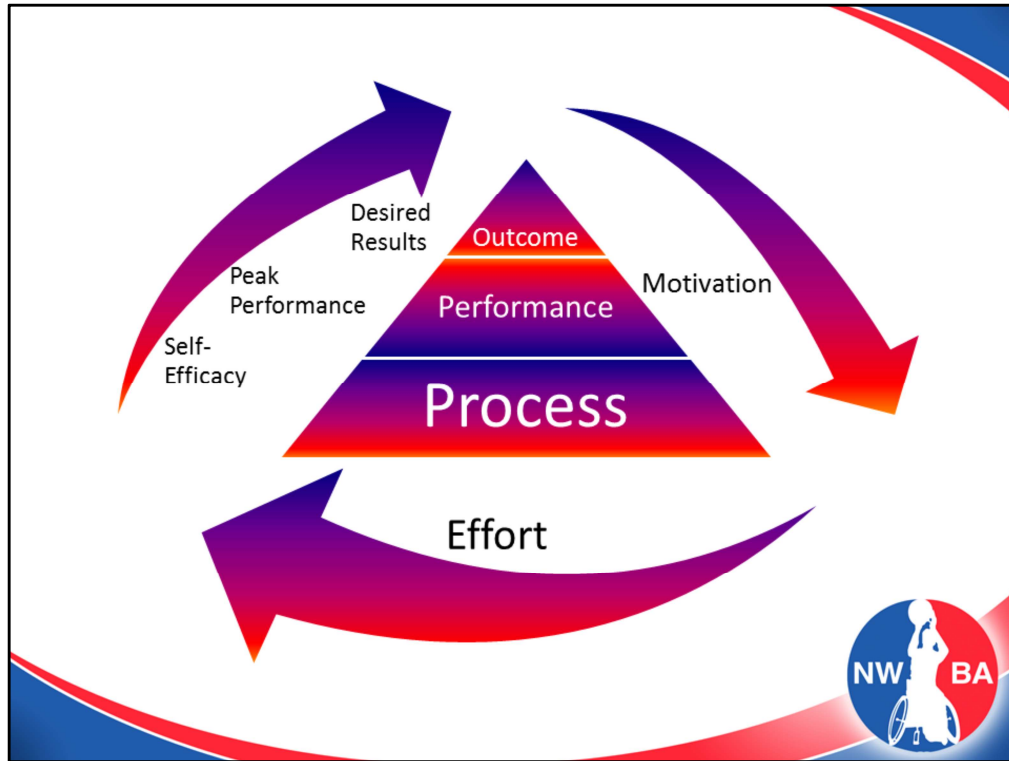 Desired
Results
Outcome
Peak
Performance
Performance
Motivation
Self-
Efficacy
Process
Effort
NW BA